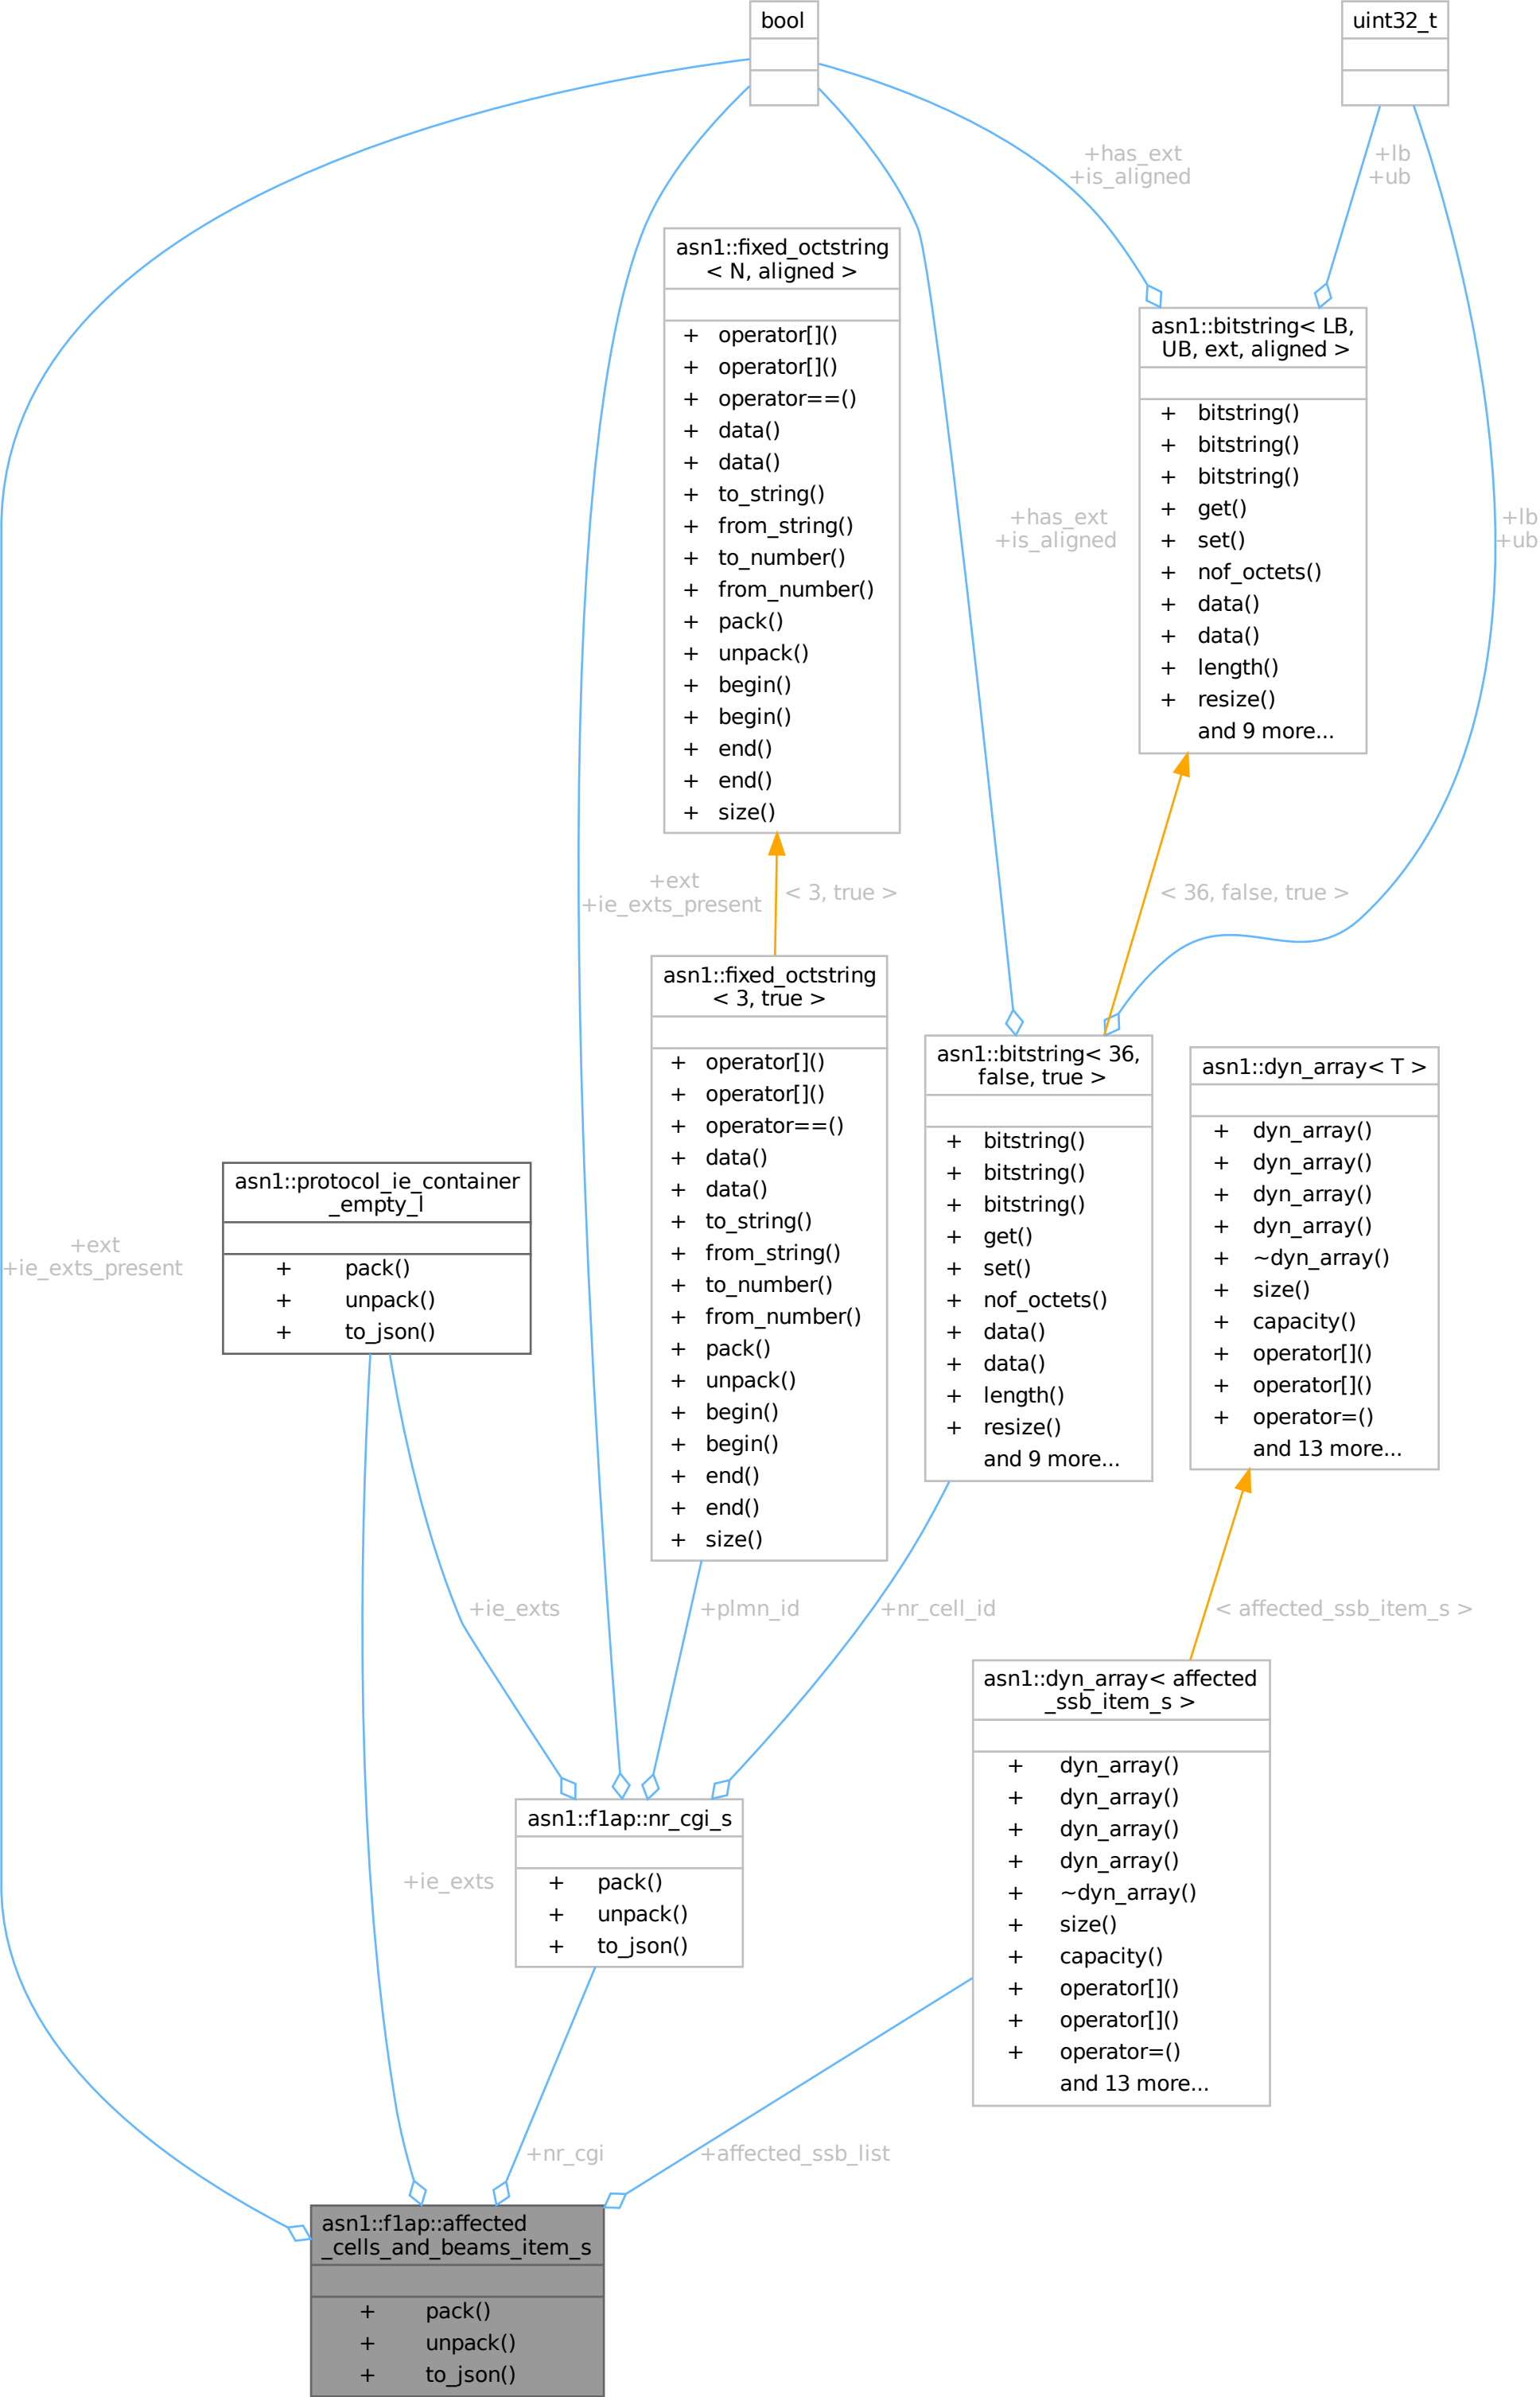 bool
uint32_t
+has_ext
+is_aligned
+lb
+ub
asn1::fixed_octstring
< N, aligned >
+ operator[]()
+ operator[]()
+ operator==()
+ data()
+ data()
+ to_string()
+ from_string()
+ to_number()
+ from_number()
+ pack()
+ unpack()
+ begin()
+ begin()
+ end()
+ end()
+ size()
asn1::bitstring< LB,
UB, ext, aligned >
+ bitstring()
+ bitstring()
+ bitstring()
+ get()
+ set()
+ nof_octets()
+ data()
+ data()
+ length()
+ resize()
and 9 more...
+has_ext
+is_aligned
+lb
+ub
+ext
+ie_exts_present
< 3, true >
< 36, false, true >
asn1::fixed_octstring
< 3, true >
+ operator[]()
+ operator[]()
+ operator==()
+ data()
+ data()
+ to_string()
+ from_string()
+ to_number()
+ from_number()
+ pack()
+ unpack()
+ begin()
+ begin()
+ end()
+ end()
+ size()
asn1::bitstring< 36,
false, true >
+ bitstring()
+ bitstring()
+ bitstring()
+ get()
+ set()
+ nof_octets()
+ data()
+ data()
+ length()
+ resize()
and 9 more...
asn1::dyn_array< T >
+ dyn_array()
+ dyn_array()
+ dyn_array()
+ dyn_array()
+ ~dyn_array()
+ size()
+ capacity()
+ operator[]()
+ operator[]()
+ operator=()
and 13 more...
asn1::protocol_ie_container
_empty_l
+ pack()
+ unpack()
+ to_json()
+ext
+ie_exts_present
+ie_exts
+plmn_id
+nr_cell_id
< affected_ssb_item_s >
asn1::dyn_array< affected
_ssb_item_s >
+ dyn_array()
+ dyn_array()
+ dyn_array()
+ dyn_array()
+ ~dyn_array()
+ size()
+ capacity()
+ operator[]()
+ operator[]()
+ operator=()
and 13 more...
asn1::f1ap::nr_cgi_s
+ pack()
+ unpack()
+ to_json()
+ie_exts
+nr_cgi
+affected_ssb_list
asn1::f1ap::affected
_cells_and_beams_item_s
+ pack()
+ unpack()
+ to_json()